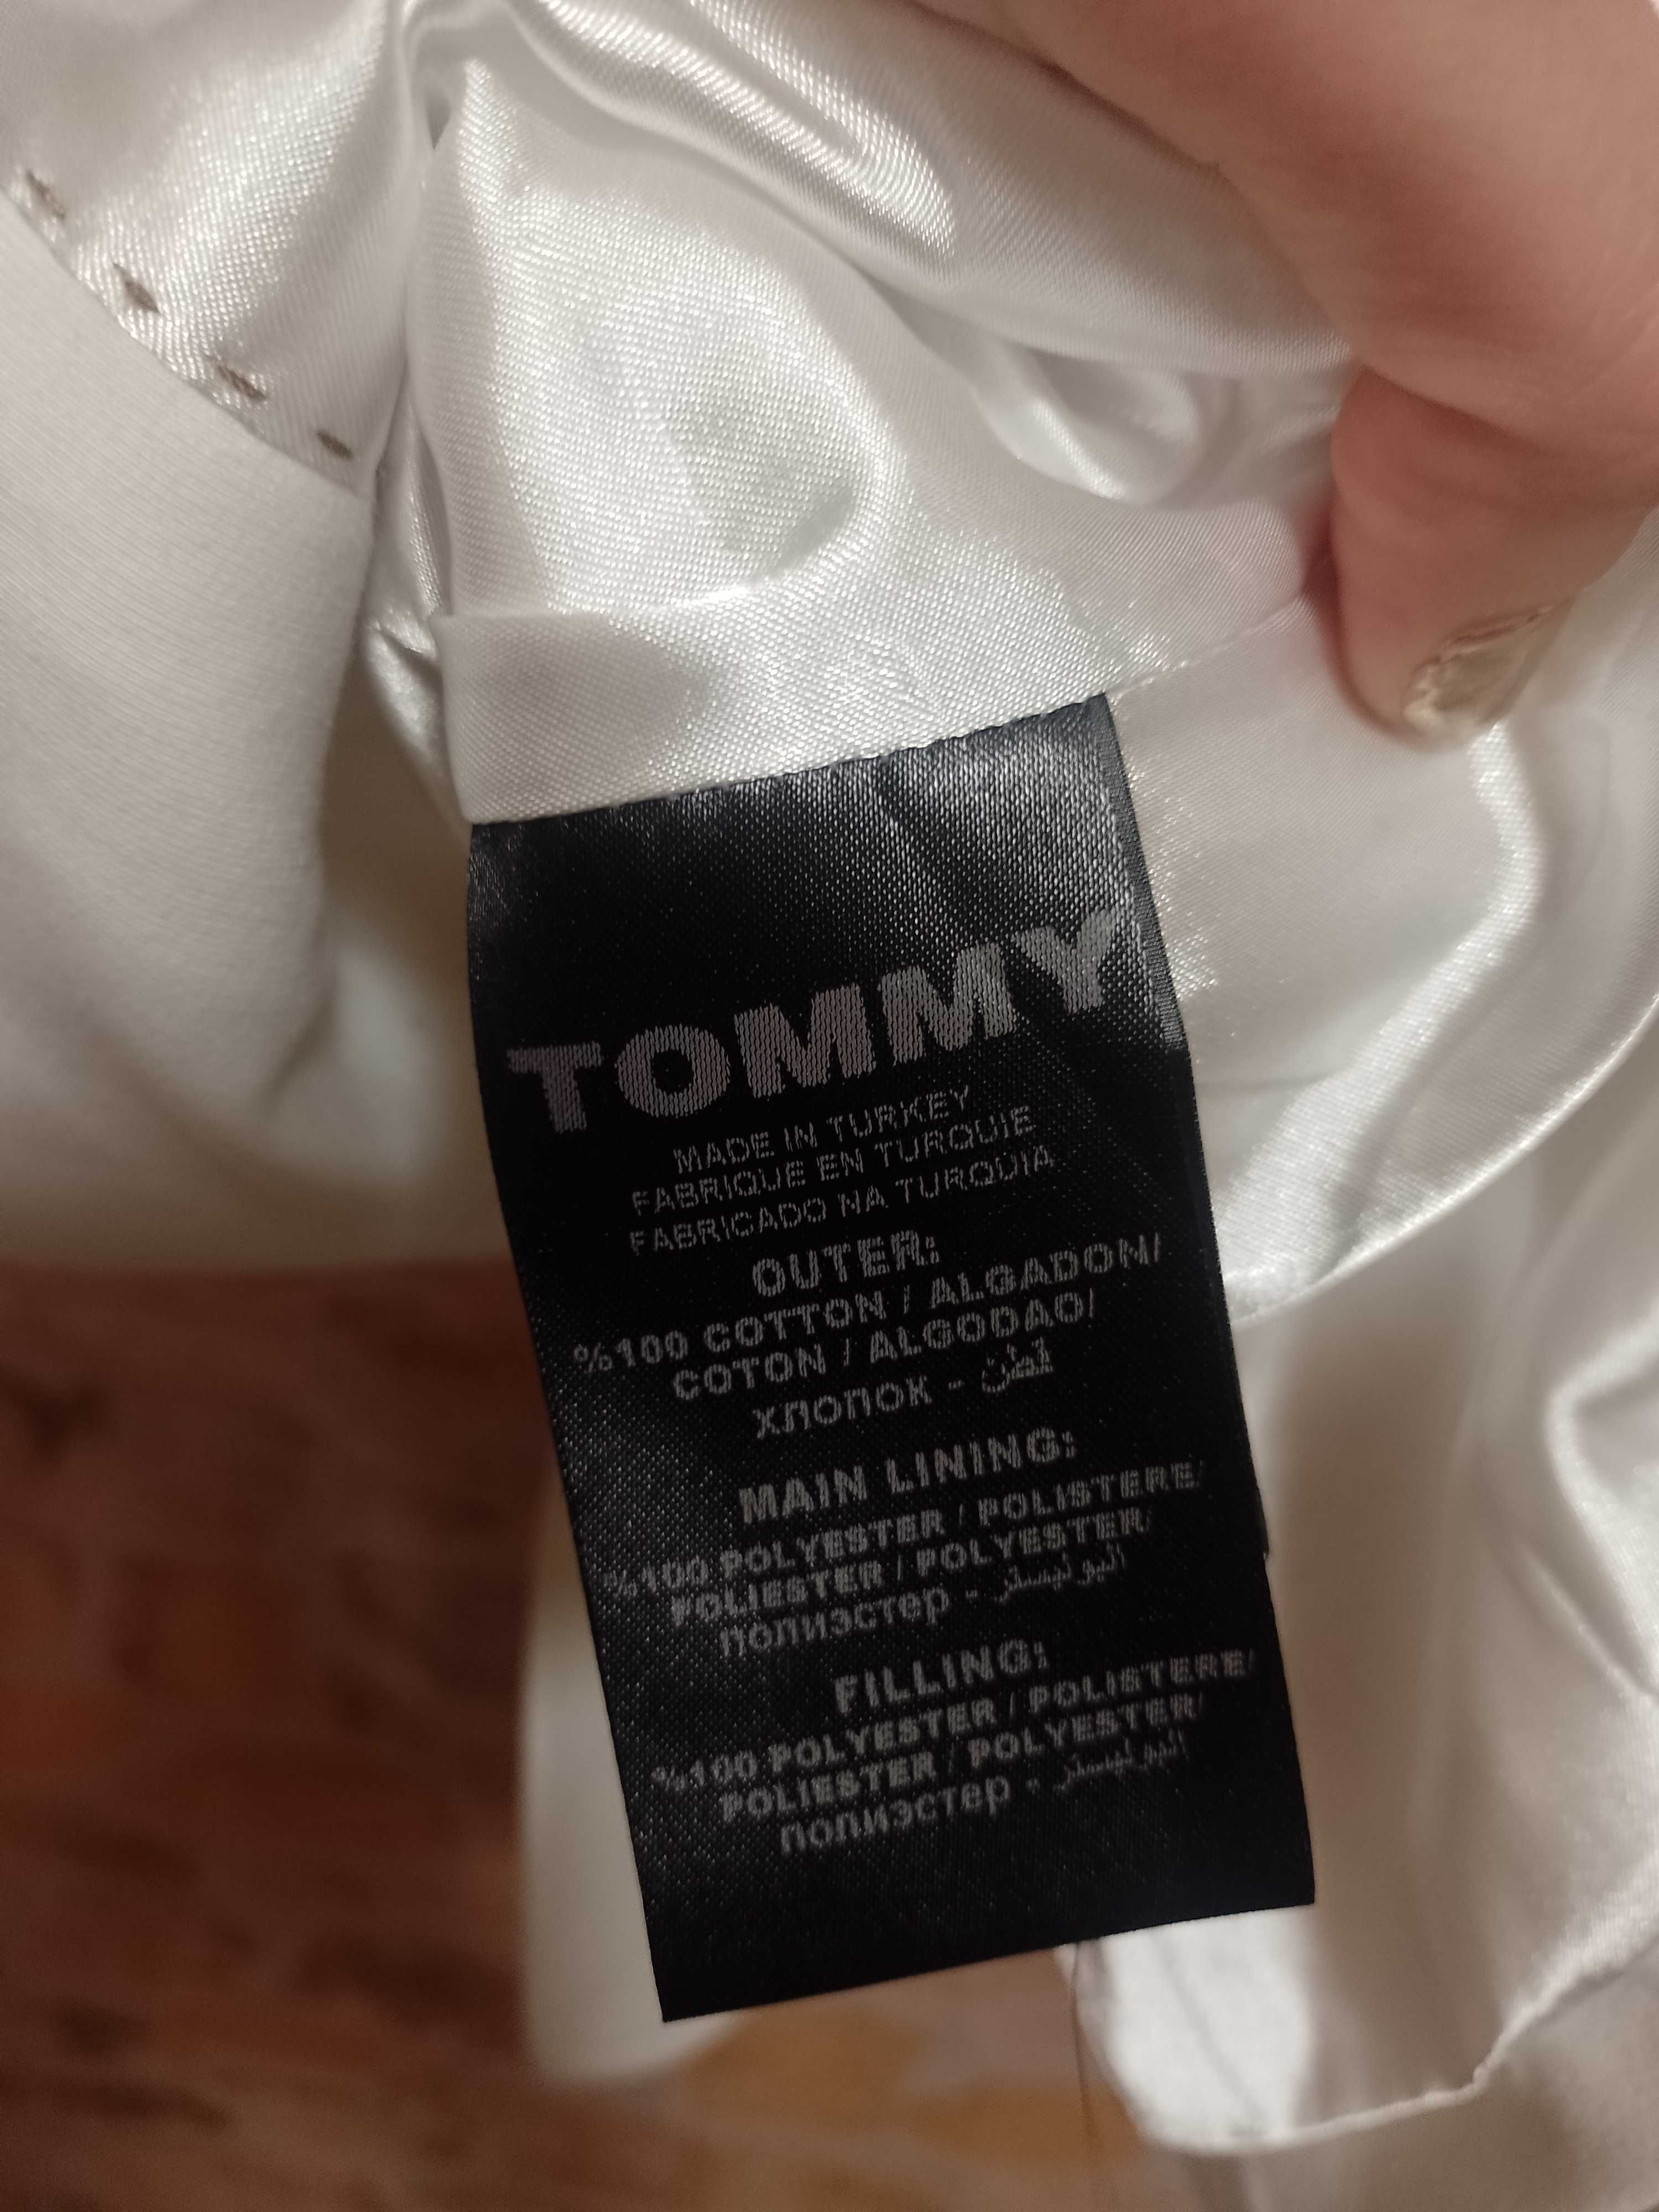 TOMMY
MADE IN TURKEY
FABRIQUE EN TURQUIE
FABRICADO NA TURQUIA
OUTER:
%100 COTTON / ALGADON/
COTON / ALGODAO/
хлопок - قطن
MAIN LINING:
%100 POLYESTER / POLISTERE/
POLIESTER / POLYESTER/
полиэстер - البوليستر
FILLING:
%100 POLYESTER / POLISTERE/
POLIESTER / POLYESTER/
полиэстер - البوليستر